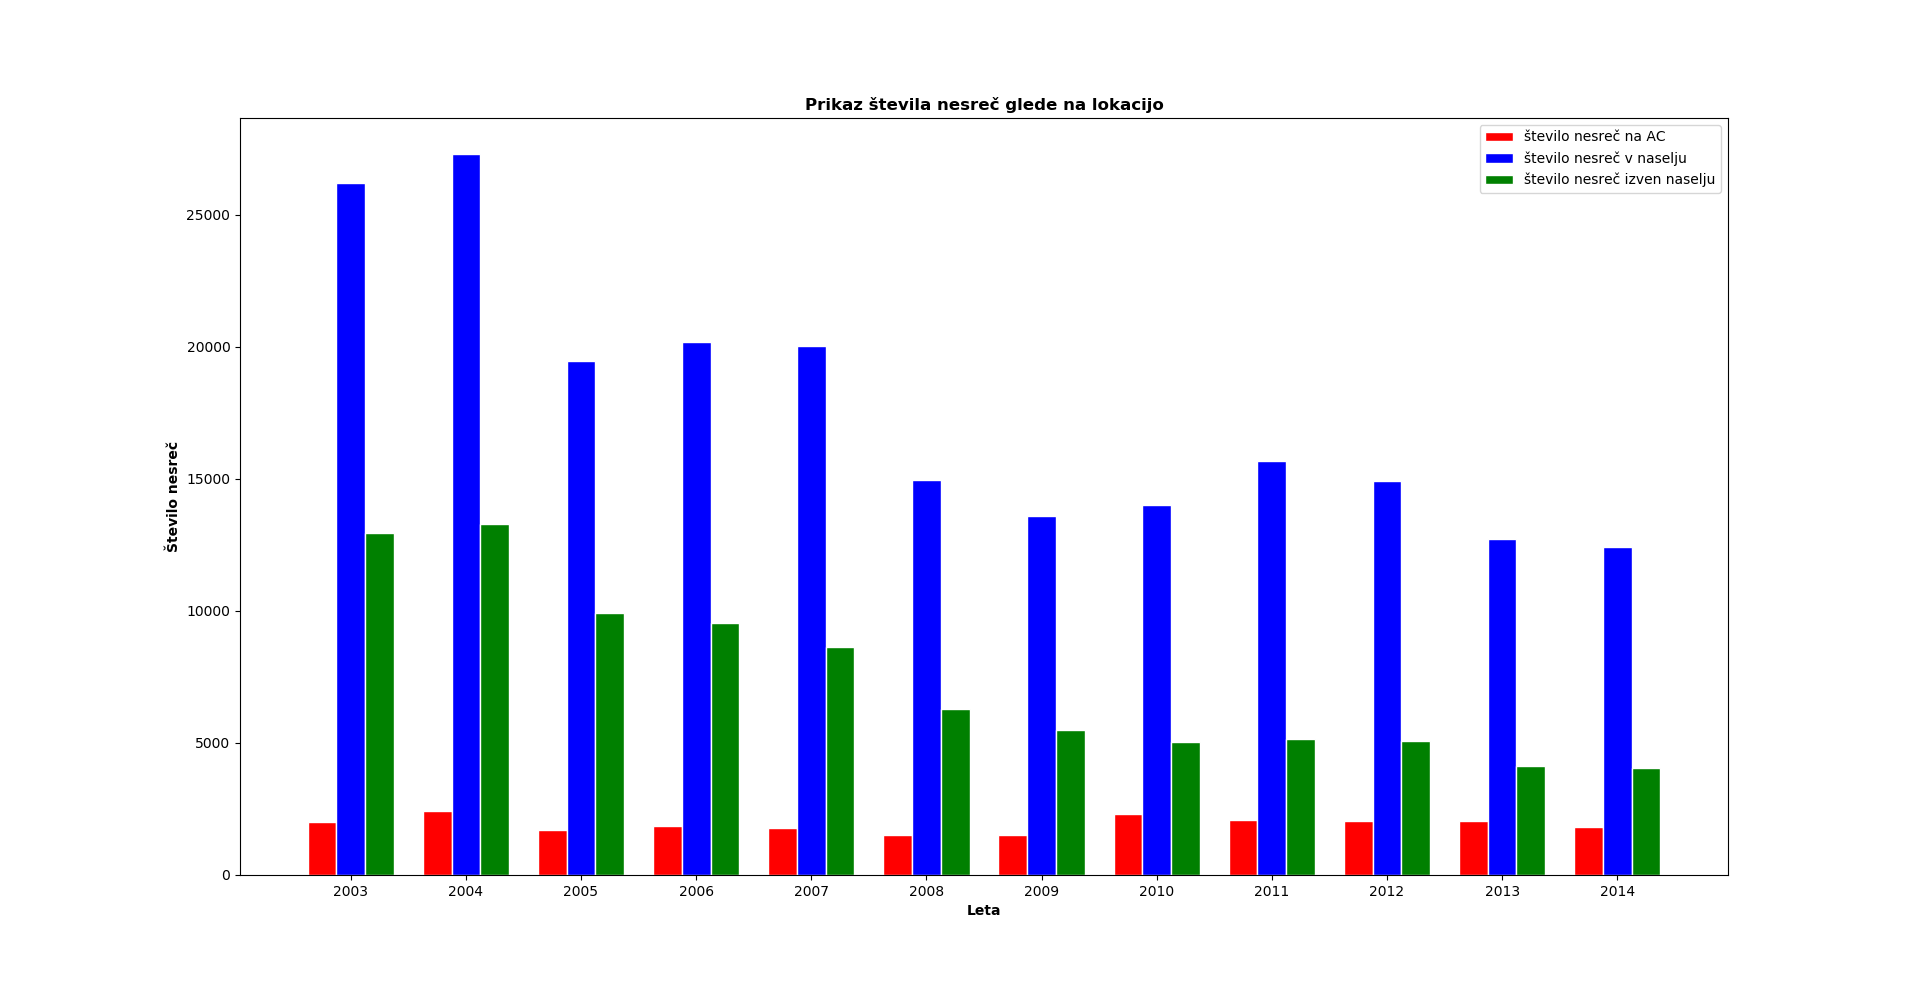 Prikaz števila nesreč glede na lokacijo
število nesreč na AC
število nesreč v naselju
število nesreč izven naselju
Število nesreč
25000
20000
15000
10000
5000
0
2003 2004 2005 2006 2007 2008 2009 2010 2011 2012 2013 2014
Leta